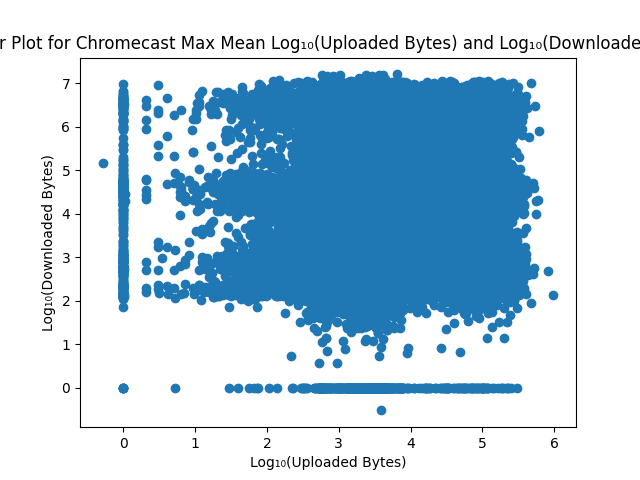 r Plot for Chromecast Max Mean Log₁₀(Uploaded Bytes) and Log₁₀(Downloade
7
6
5
4
3
2
1
0
Log₁₀(Downloaded Bytes)
0 1 2 3 4 5 6
Log₁₀(Uploaded Bytes)